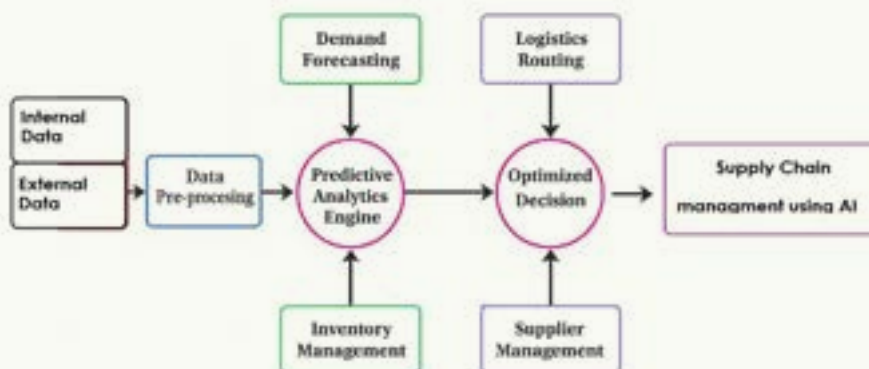 Demand
Forecasting
Logistics
Routing
Internal
Data
External
Data
Data
Pre-procesing
Predictive
Analytics
Engine
Optimized
Decision
Supply Chain
managment using AI
Inventory
Management
Supplier
Management